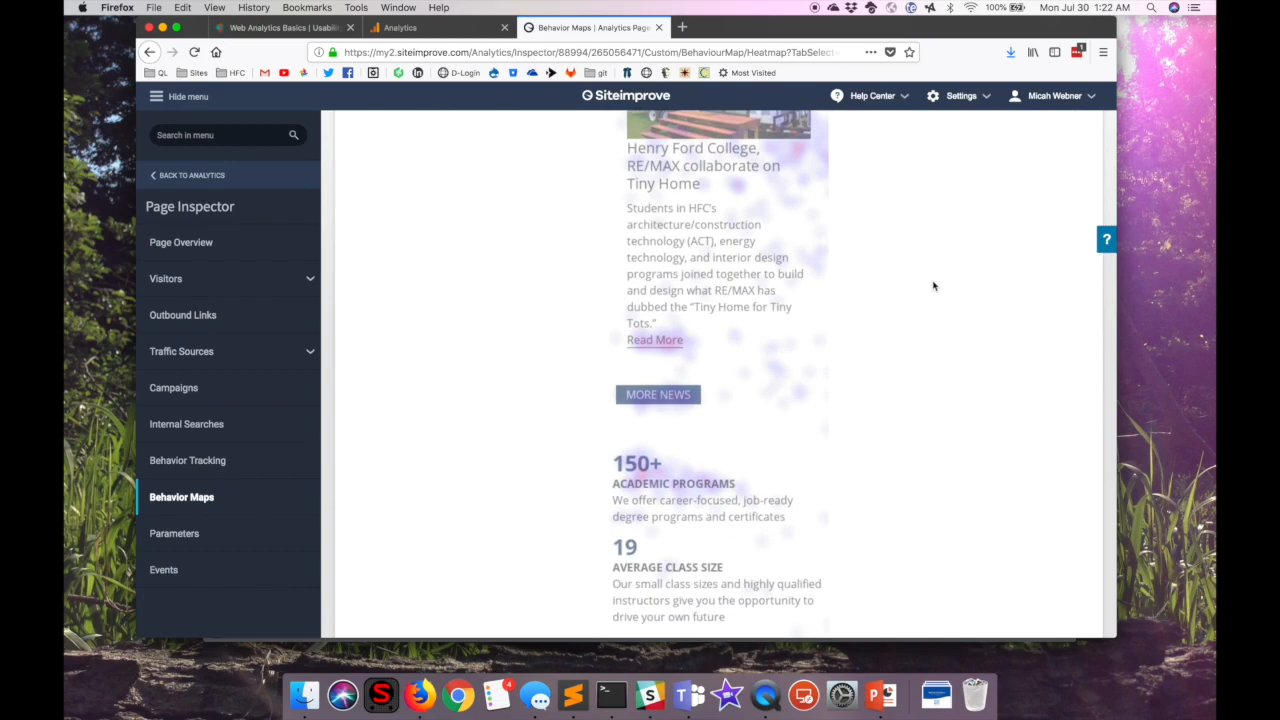 Firefox File Edit View History Bookmarks Tools Window Help 100% Mon Jul 30 1:22 AM
Web Analytics Basics | Usabili Analytics Behavior Maps | Analytics Page
https://my2.siteimprove.com/Analytics/Inspector/88994/265056471/Custom/BehaviourMap/Heatmap?TabSelect
QL Sites HFC D-Login git Most Visited
Hide menu Siteimprove Help Center Settings Micah Webner
Search in menu
BACK TO ANALYTICS
Page Inspector
Page Overview
Visitors
Outbound Links
Traffic Sources
Campaigns
Internal Searches
Behavior Tracking
Behavior Maps
Parameters
Events
Henry Ford College,
RE/MAX collaborate on
Tiny Home
Students in HFC's
architecture/construction
technology (ACT), energy
technology, and interior design
programs joined together to build
and design what RE/MAX has
dubbed the “Tiny Home for Tiny
Tots.”
Read More
MORE NEWS
150+
ACADEMIC PROGRAMS
We offer career-focused, job-ready
degree programs and certificates
19
AVERAGE CLASS SIZE
Our small class sizes and highly qualified
instructors give you the opportunity to
drive your own future
?
4